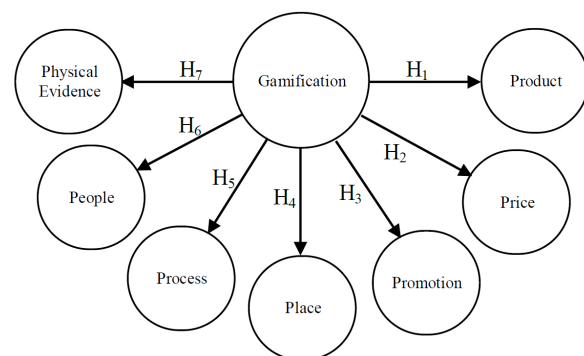 Physical
Evidence
H7
Gamification
H1
Product
H6
H2
People
H5
H4
H3
Price
Process
Place
Promotion